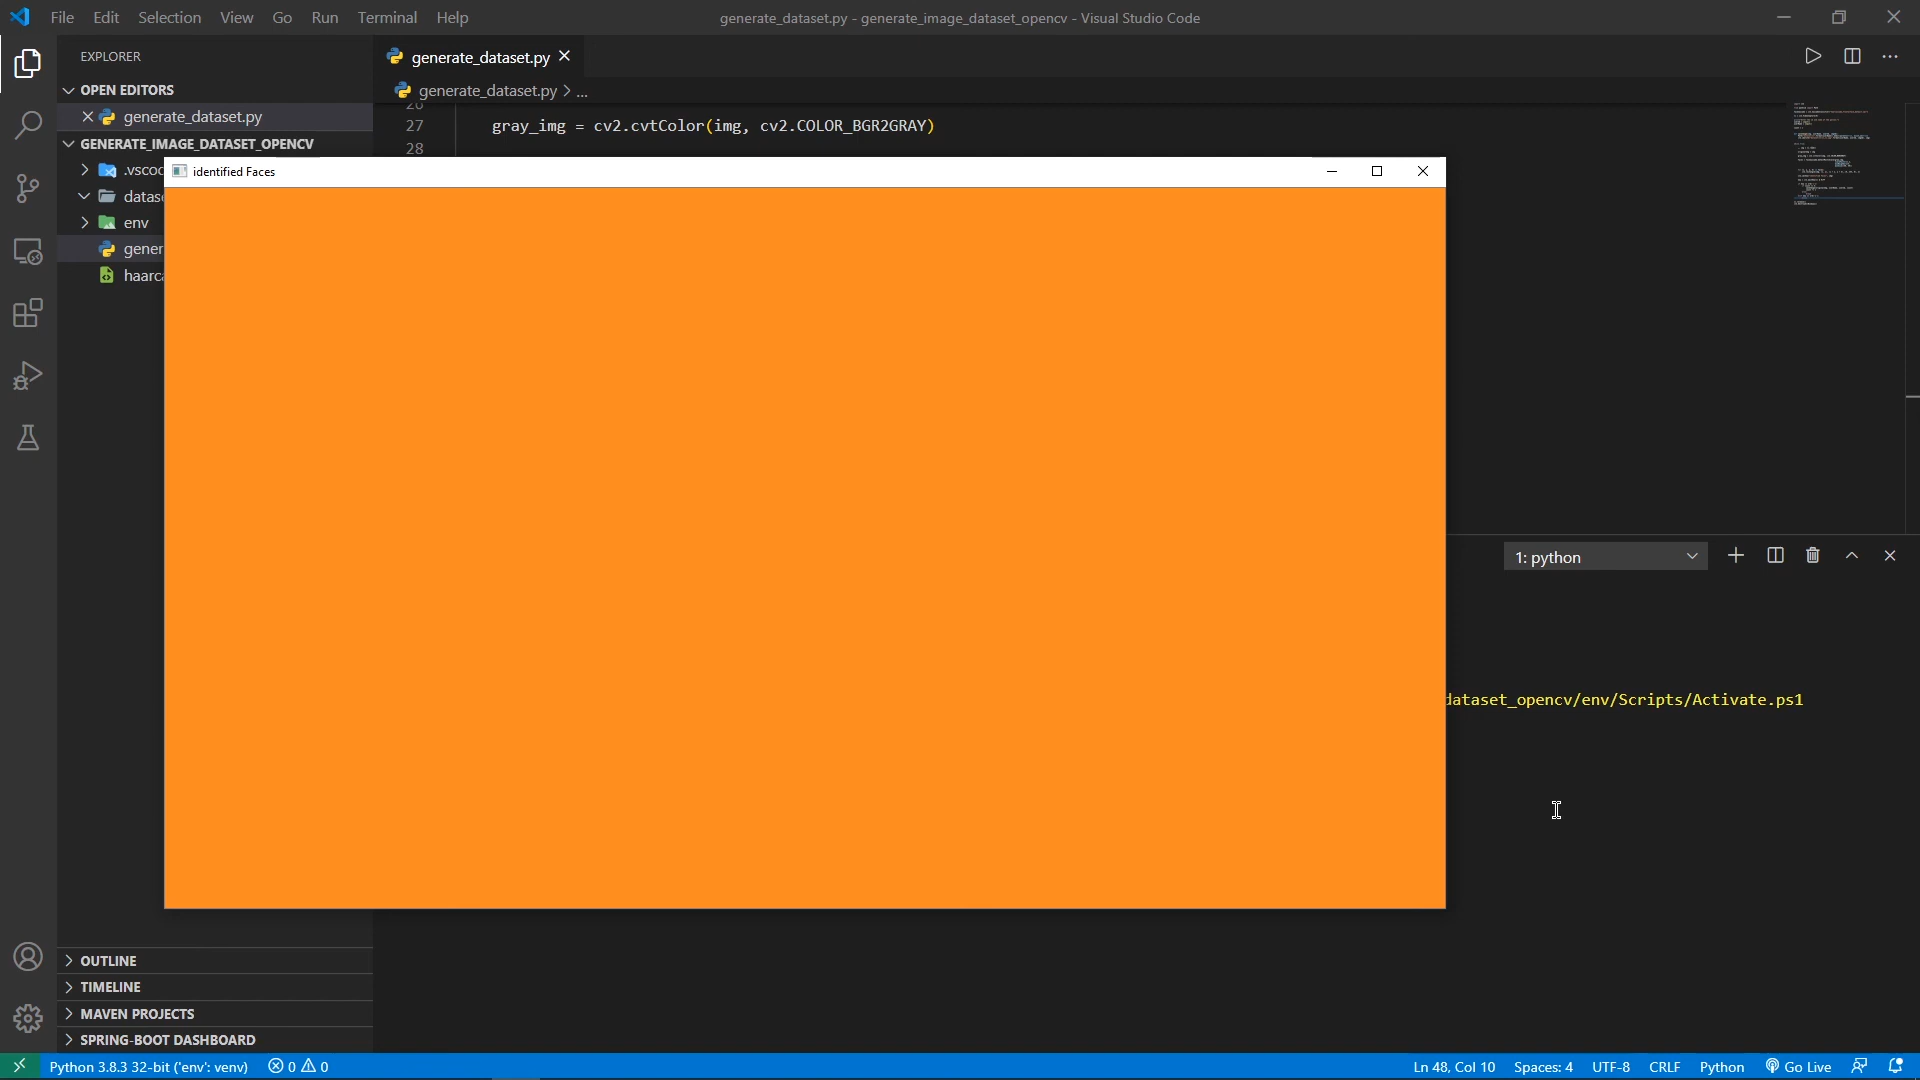 File Edit Selection View Go Run Terminal Help
generate_dataset.py - generate_image_dataset_opencv - Visual Studio Code
EXPLORER
generate_dataset.py
OPEN EDITORS
generate_dataset.py > ...
generate_dataset.py
27 gray_img = cv2.cvtColor(img, cv2.COLOR_BGR2GRAY)
GENERATE_IMAGE_DATASET_OPENCV
28
.vscod
identified Faces
datase
env
gener
haarca
1: python
dataset_opencv/env/Scripts/Activate.ps1
OUTLINE
TIMELINE
MAVEN PROJECTS
SPRING-BOOT DASHBOARD
Python 3.8.3 32-bit ('env': venv) 0 0 Ln 48, Col 10 Spaces: 4 UTF-8 CRLF Python Go Live